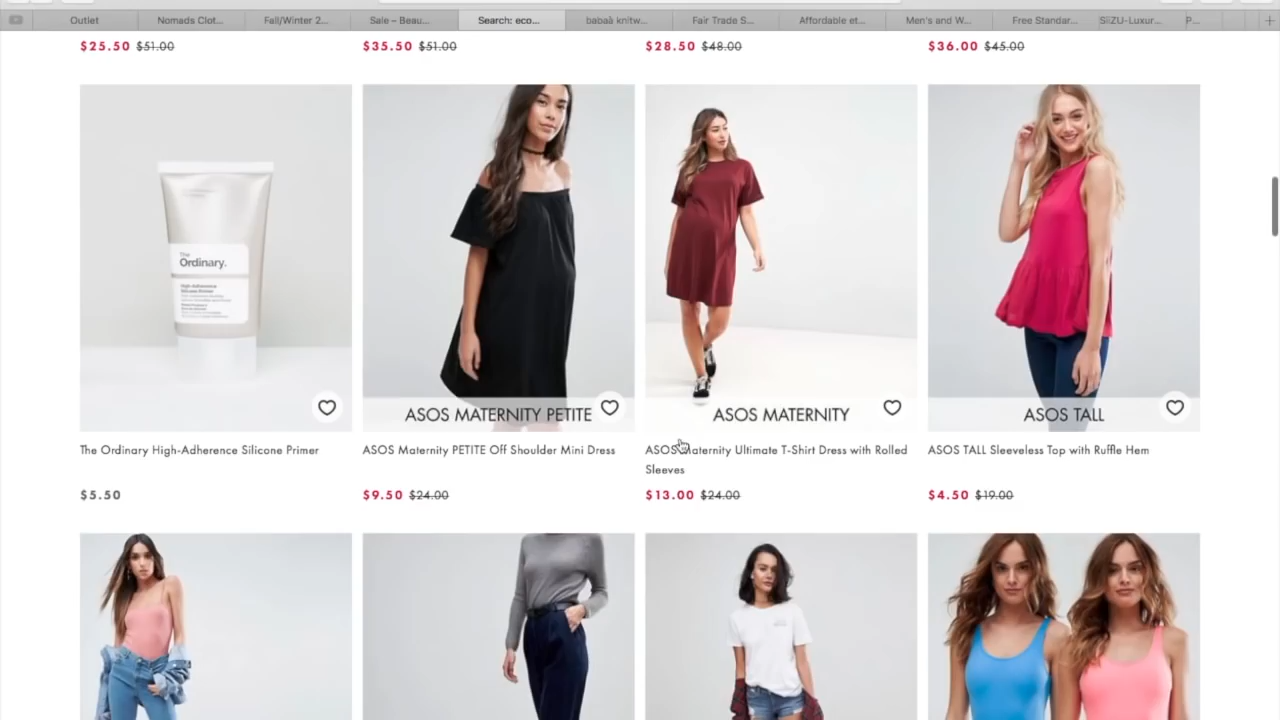 Outlet
Nomads Clot...
Fall/Winter 2...
Sale – Beau...
Search: eco...
babaà knitw...
Fair Trade S...
Affordable et...
Men's and W...
Free Standar...
SiiZU-Luxur...
P...
$25.50 $51.00
$35.50 $51.00
$28.50 $48.00
$36.00 $45.00
The
Ordinary.
High-Adherence
Silicone Primer
ASOS MATERNITY PETITE
ASOS MATERNITY
ASOS TALL
The Ordinary High-Adherence Silicone Primer
ASOS Maternity PETITE Off Shoulder Mini Dress
ASOS Maternity Ultimate T-Shirt Dress with Rolled
Sleeves
ASOS TALL Sleeveless Top with Ruffle Hem
$5.50
$9.50 $24.00
$13.00 $24.00
$4.50 $19.00